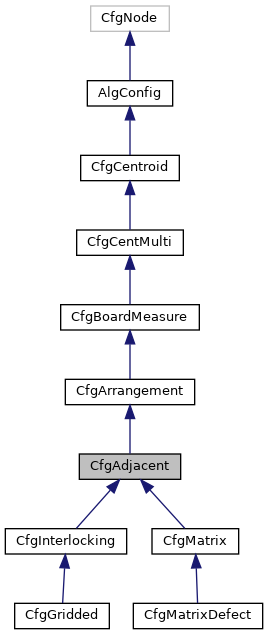 CfgNode
AlgConfig
CfgCentroid
CfgCentMulti
CfgBoardMeasure
CfgArrangement
CfgAdjacent
CfgInterlocking
CfgMatrix
CfgGridded
CfgMatrixDefect